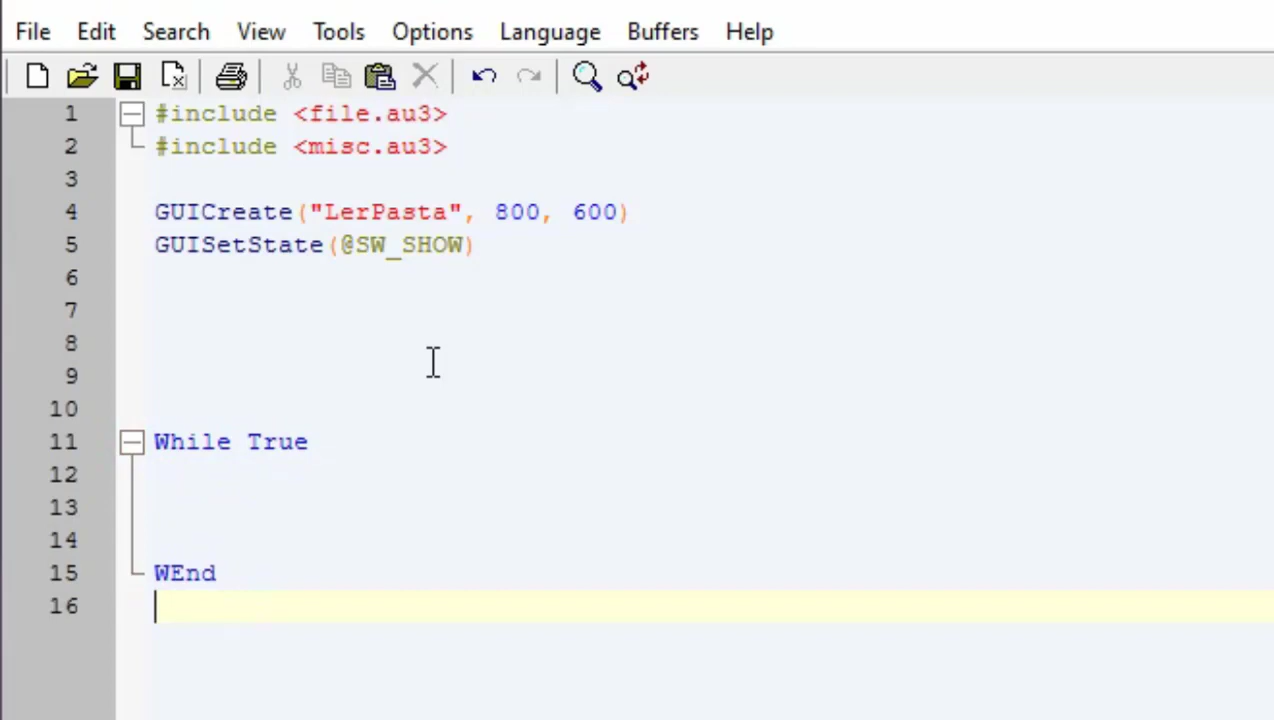 File Edit Search View Tools Options Language Buffers Help
1 #include <file.au3>
2 #include <misc.au3>
3
4 GUICreate("LerPasta", 800, 600)
5 GUISetState(@SW_SHOW)
6
7
8
9
10
11 While True
12
13
14
15 WEnd
16